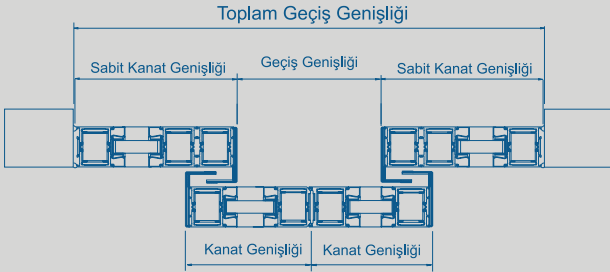 Toplam Geçiş Genişliği
Sabit Kanat Genişliği
Geçiş Genişliği
Sabit Kanat Genişliği
Kanat Genişliği
Kanat Genişliği